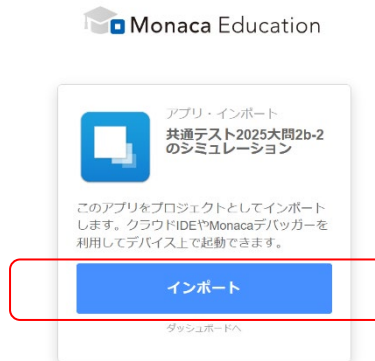 Monaca Education
アプリ・インポート
共通テスト2025大問2b-2
のシミュレーション
このアプリをプロジェクトとしてインポート
します。クラウドIDEやMonacaデバッガーを
利用してデバイス上で起動できます。
インポート
ダッシュボードへ